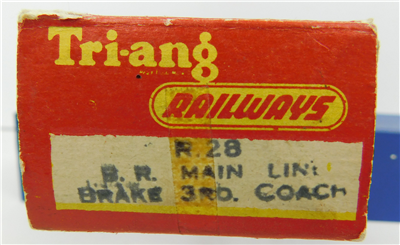 Tri-ang
RAILWAYS
R.28
B. R. MAIN LINE
BRAKE 3RD. COACH